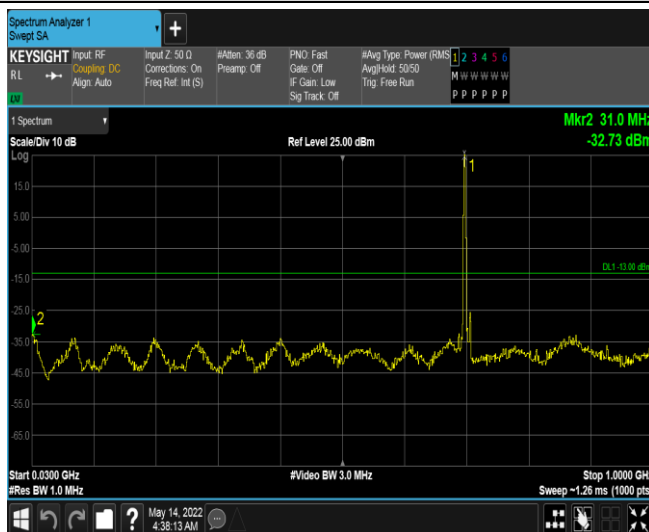 Spectrum Analyzer 1
Swept SA
+
KEYSIGHT
RL
Input: RF
Coupling: DC
Align: Auto
Input Z: 50 Ω
Corrections: On
Freq Ref: Int (S)
#Atten: 36 dB
Preamp: Off
PNO: Fast
Gate: Off
IF Gain: Low
Sig Track: Off
#Avg Type: Power (RMS
Avg|Hold: 50/50
Trig: Free Run
1 2 3 4 5 6
M W W W W W
P P P P P P
1 Spectrum
Mkr2 31.0 MHz
Scale/Div 10 dB
Ref Level 25.00 dBm
-32.73 dBm
Log
1
15.0
5.00
-5.00
DL1 -13.00 dBm
-15.0
-25.0
2
-35.0
-45.0
-55.0
-65.0
Start 0.0300 GHz
#Video BW 3.0 MHz
Stop 1.0000 GHz
#Res BW 1.0 MHz
Sweep ~1.26 ms (1000 pts
?
May 14, 2022
4:38:13 AM